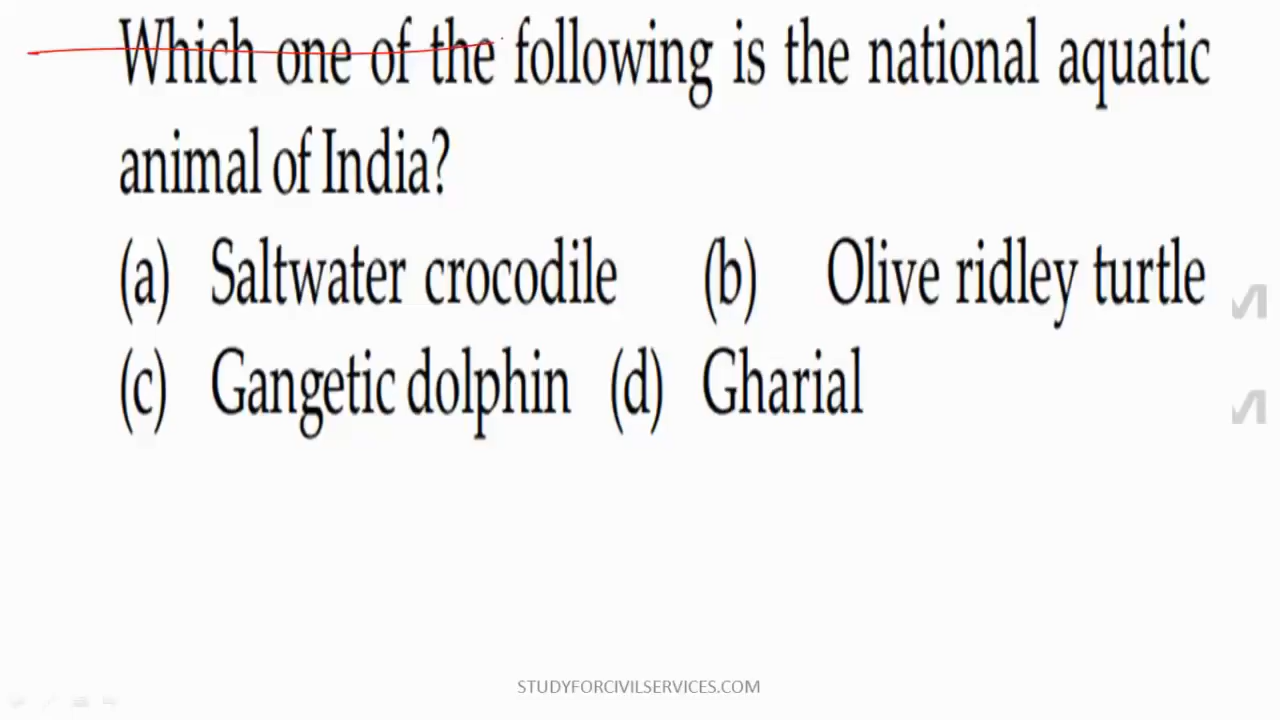 Which one of the following is the national aquatic
animal of India?
(a) Saltwater crocodile (b) Olive ridley turtle
(c) Gangetic dolphin (d) Gharial
STUDYFORCIVILSERVICES.COM